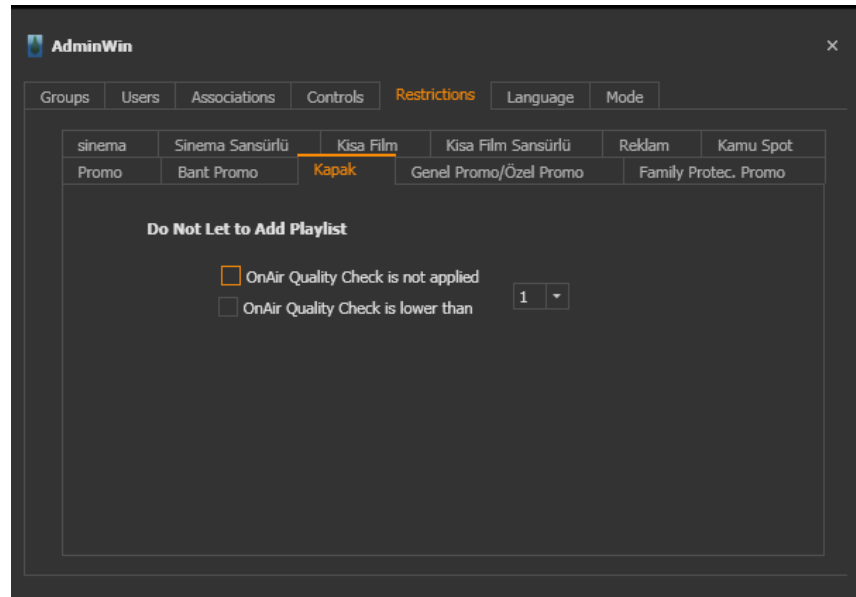 AdminWin
Groups Users Associations Controls Restrictions Language Mode
sinema Sinema Sansürlü Kisa Film Kisa Film Sansürlü Reklam Kamu Spot
Promo Bant Promo Kapak Genel Promo/Özel Promo Family Protec. Promo
Do Not Let to Add Playlist
OnAir Quality Check is not applied
OnAir Quality Check is lower than 1